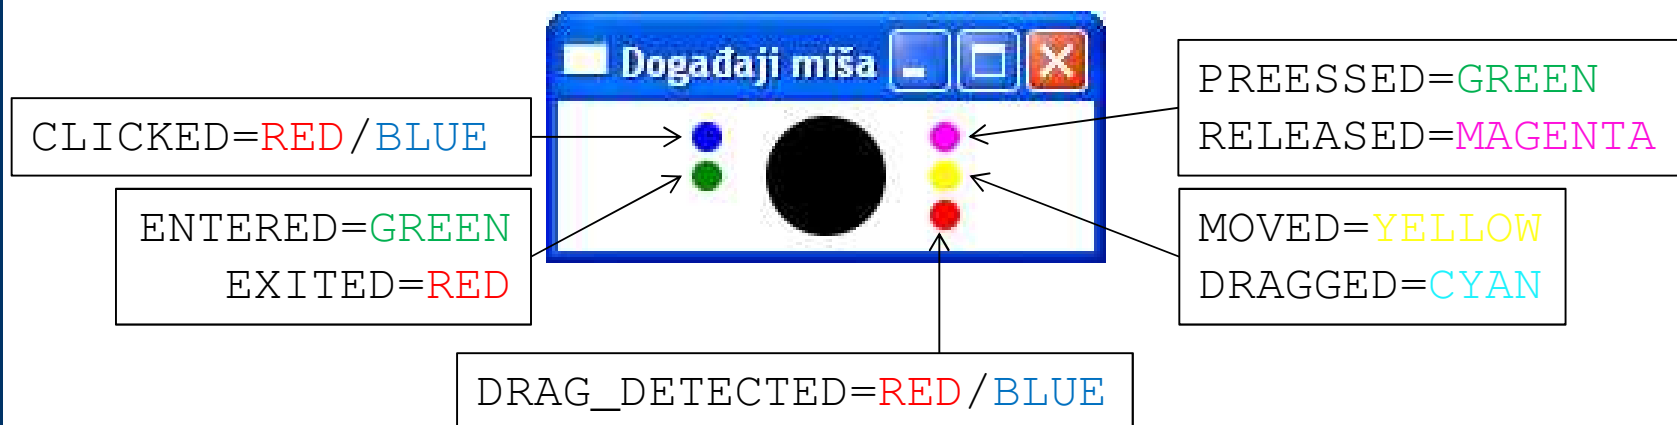 Događaji miša
CLICKED=RED/BLUE
ENTERED=GREEN
EXITED=RED
PREESSED=GREEN
RELEASED=MAGENTA
MOVED=YELLOW
DRAGGED=CYAN
DRAG_DETECTED=RED/BLUE